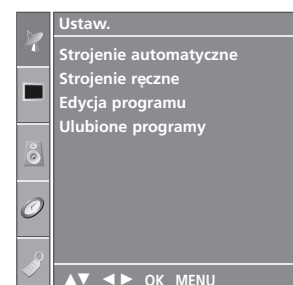 Ustaw.
Strojenie automatyczne
Strojenie ręczne
Edycja programu
Ulubione programy
▲▼ ◄► OK MENU